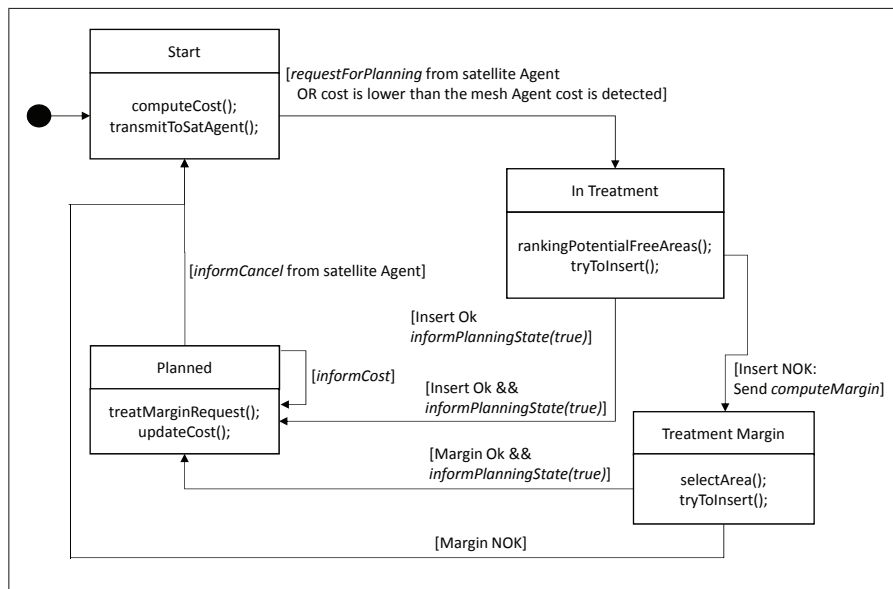 Start
computeCost();
transmitToSatAgent();
[requestForPlanning from satellite Agent
OR cost is lower than the mesh Agent cost is detected]
In Treatment
rankingPotentialFreeAreas();
tryToInsert();
[informCancel from satellite Agent]
[Insert Ok
informPlanningState(true)]
Planned
treatMarginRequest();
updateCost();
[informCost]
[Insert Ok &&
informPlanningState(true)]
[Insert NOK:
Send computeMargin]
Treatment Margin
selectArea();
tryToInsert();
[Margin Ok &&
informPlanningState(true)]
[Margin NOK]